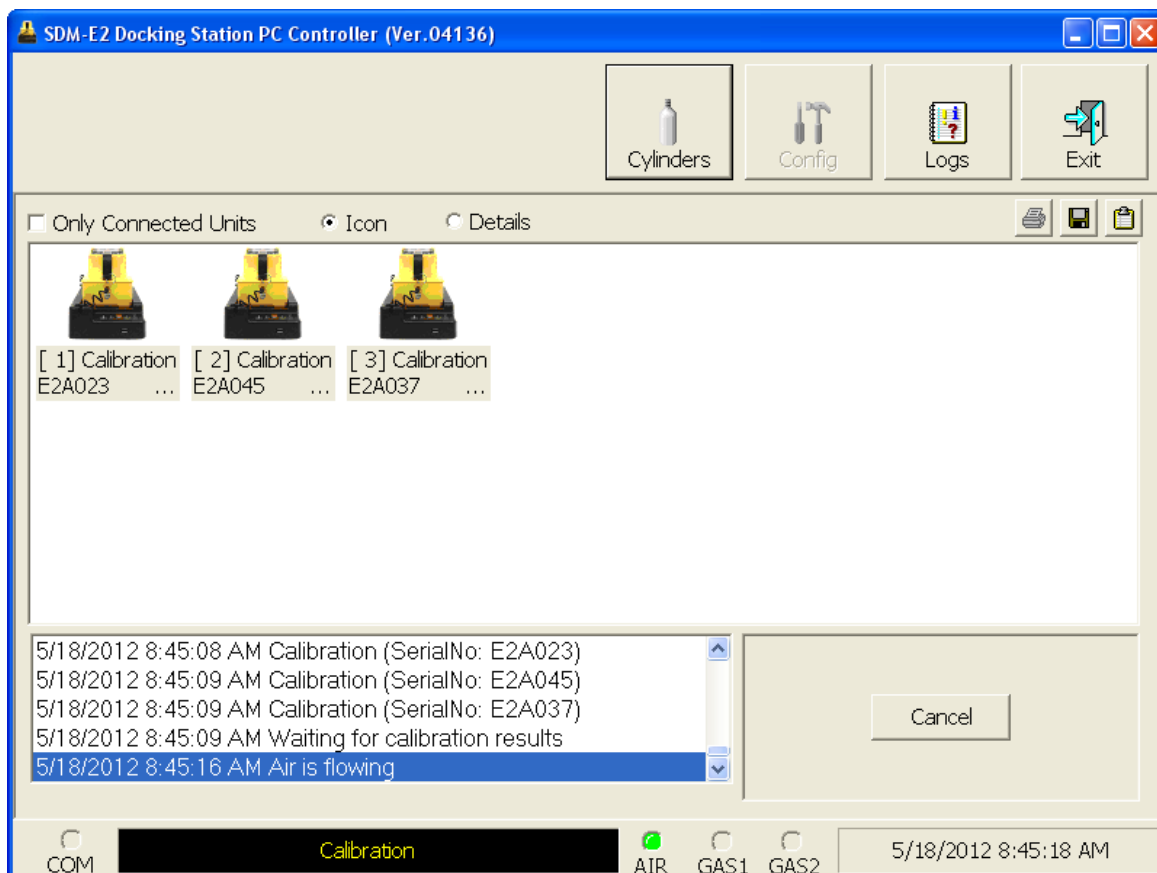 SDM-E2 Docking Station PC Controller (Ver.04136)
Cylinders
Config
Logs
Exit
Only Connected Units
Icon
Details
[ 1] Calibration
E2A023 ...
[ 2] Calibration
E2A045 ...
[ 3] Calibration
E2A037 ...
5/18/2012 8:45:08 AM Calibration (SerialNo: E2A023)
5/18/2012 8:45:09 AM Calibration (SerialNo: E2A045)
5/18/2012 8:45:09 AM Calibration (SerialNo: E2A037)
5/18/2012 8:45:09 AM Waiting for calibration results
5/18/2012 8:45:16 AM Air is flowing
Cancel
COM
Calibration
AIR
GAS1
GAS2
5/18/2012 8:45:18 AM